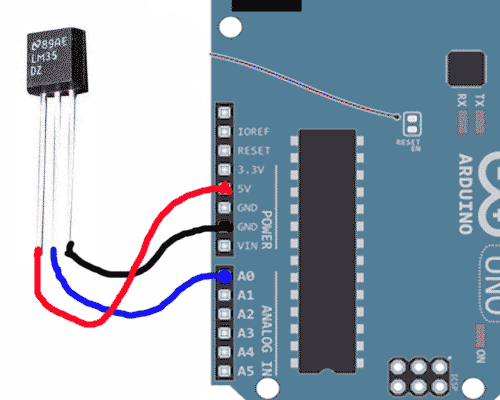 89AE
LM35
DZ
IOREF
RESET
3.3V
5V
GND
GND
VIN
POWER
A0
A1
A2
A3
A4
A5
ANALOG IN
RESET
EN
RX
TX
ARDUINO
UNO
ON
ICSP